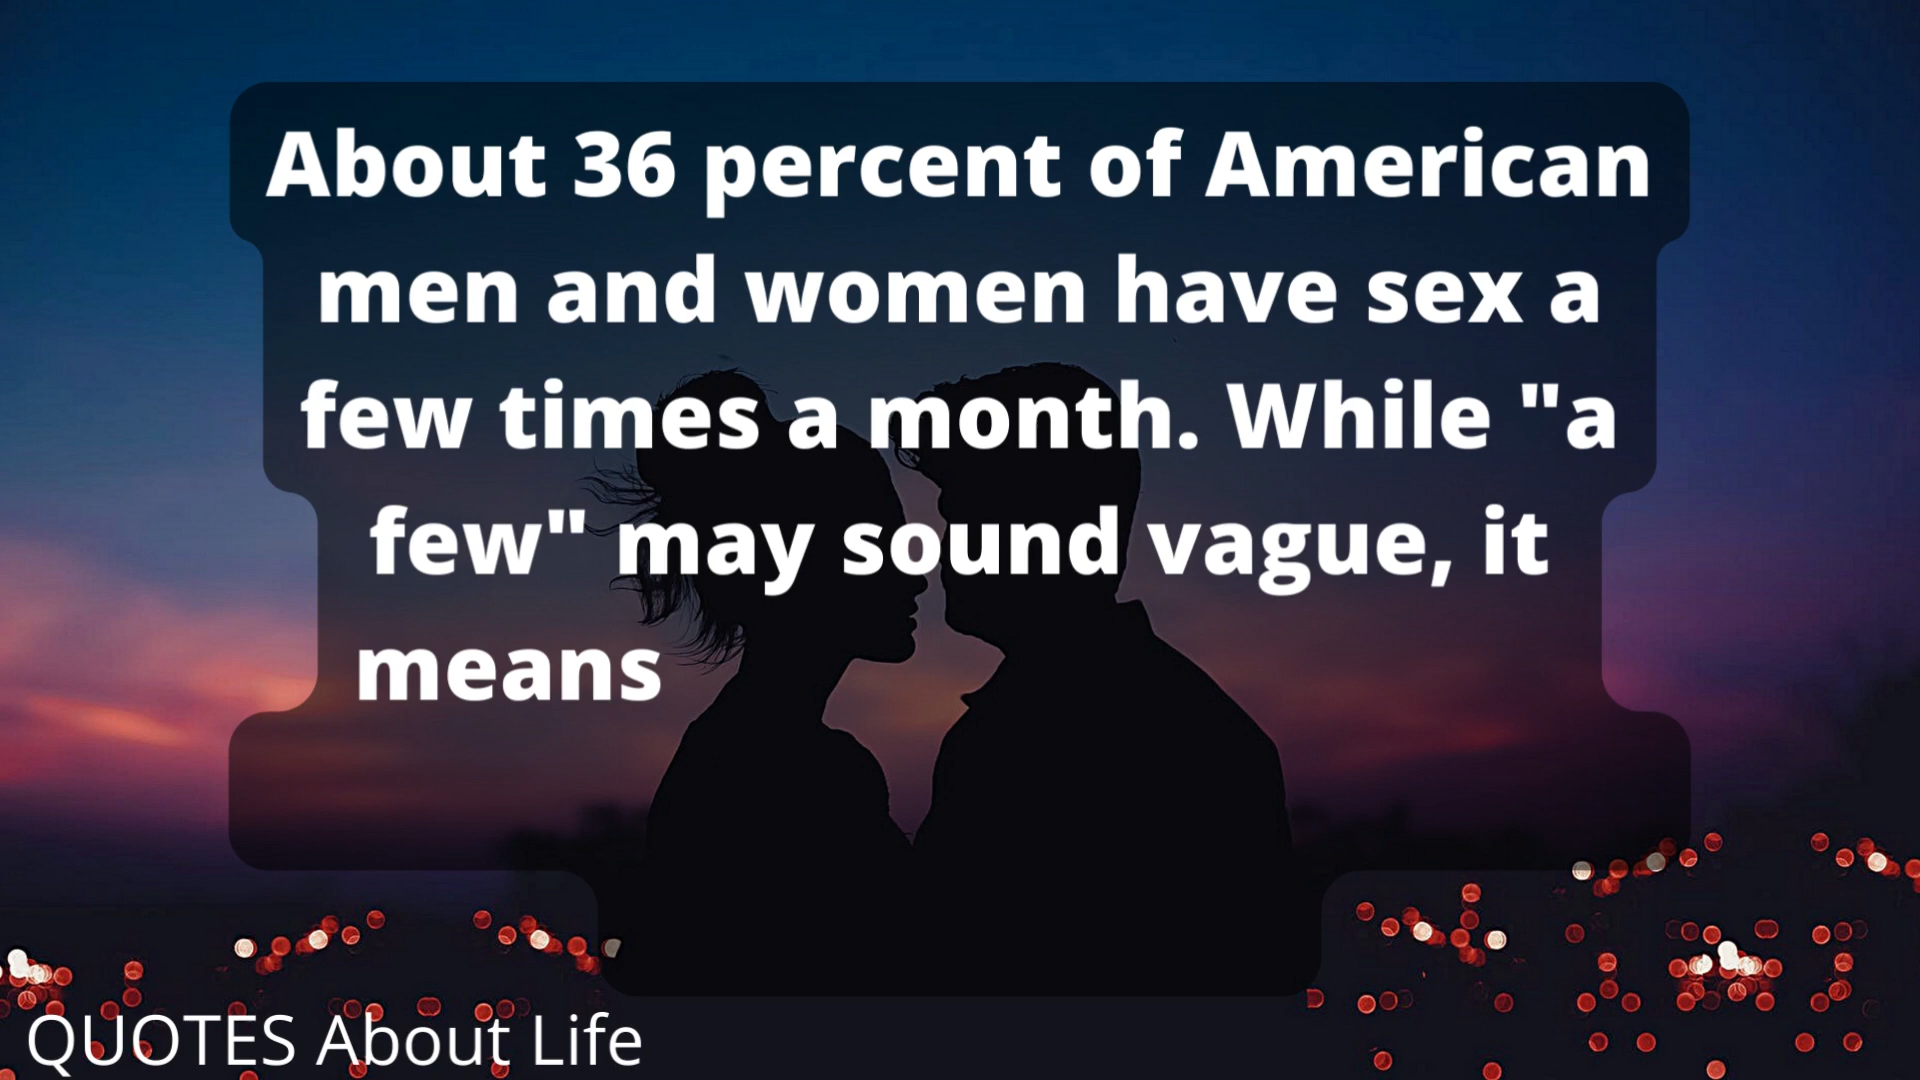 About 36 percent of American
men and women have sex a
few times a month. While "a
few" may sound vague, it
means
QUOTES About Life